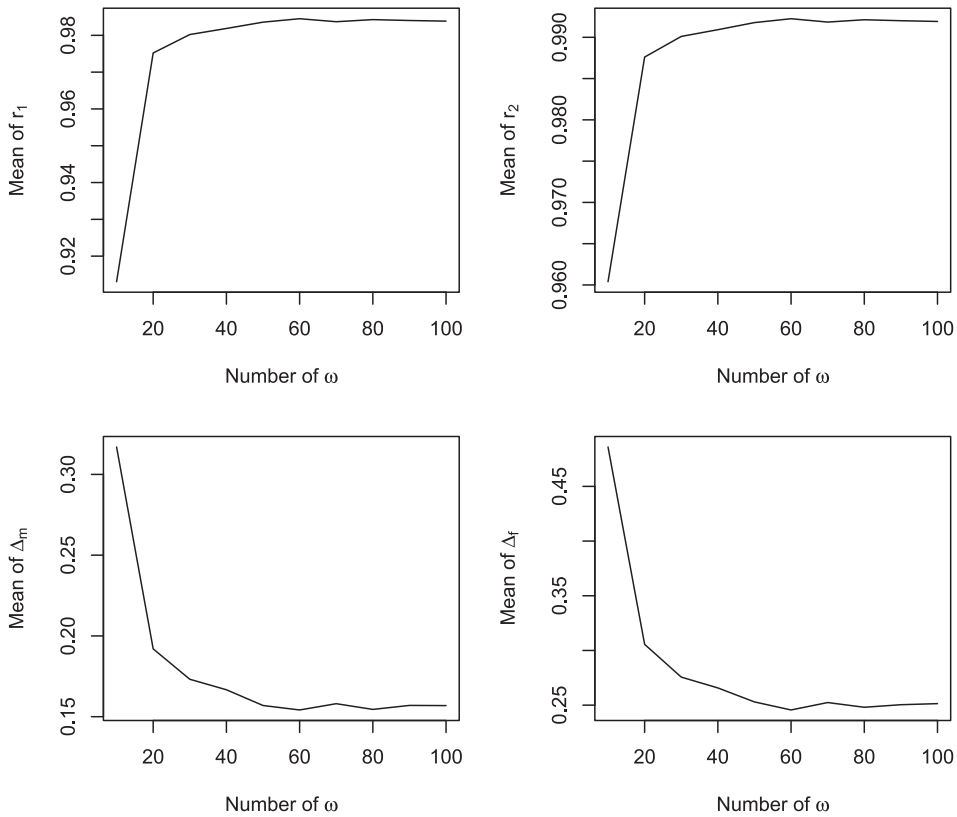 Mean of r1
0.98
0.96
0.94
0.92
20 40 60 80 100
Number of ω
Mean of r2
0.990
0.980
0.970
0.960
20 40 60 80 100
Number of ω
Mean of Δm
0.30
0.25
0.20
0.15
20 40 60 80 100
Number of ω
Mean of Δf
0.45
0.35
0.25
20 40 60 80 100
Number of ω